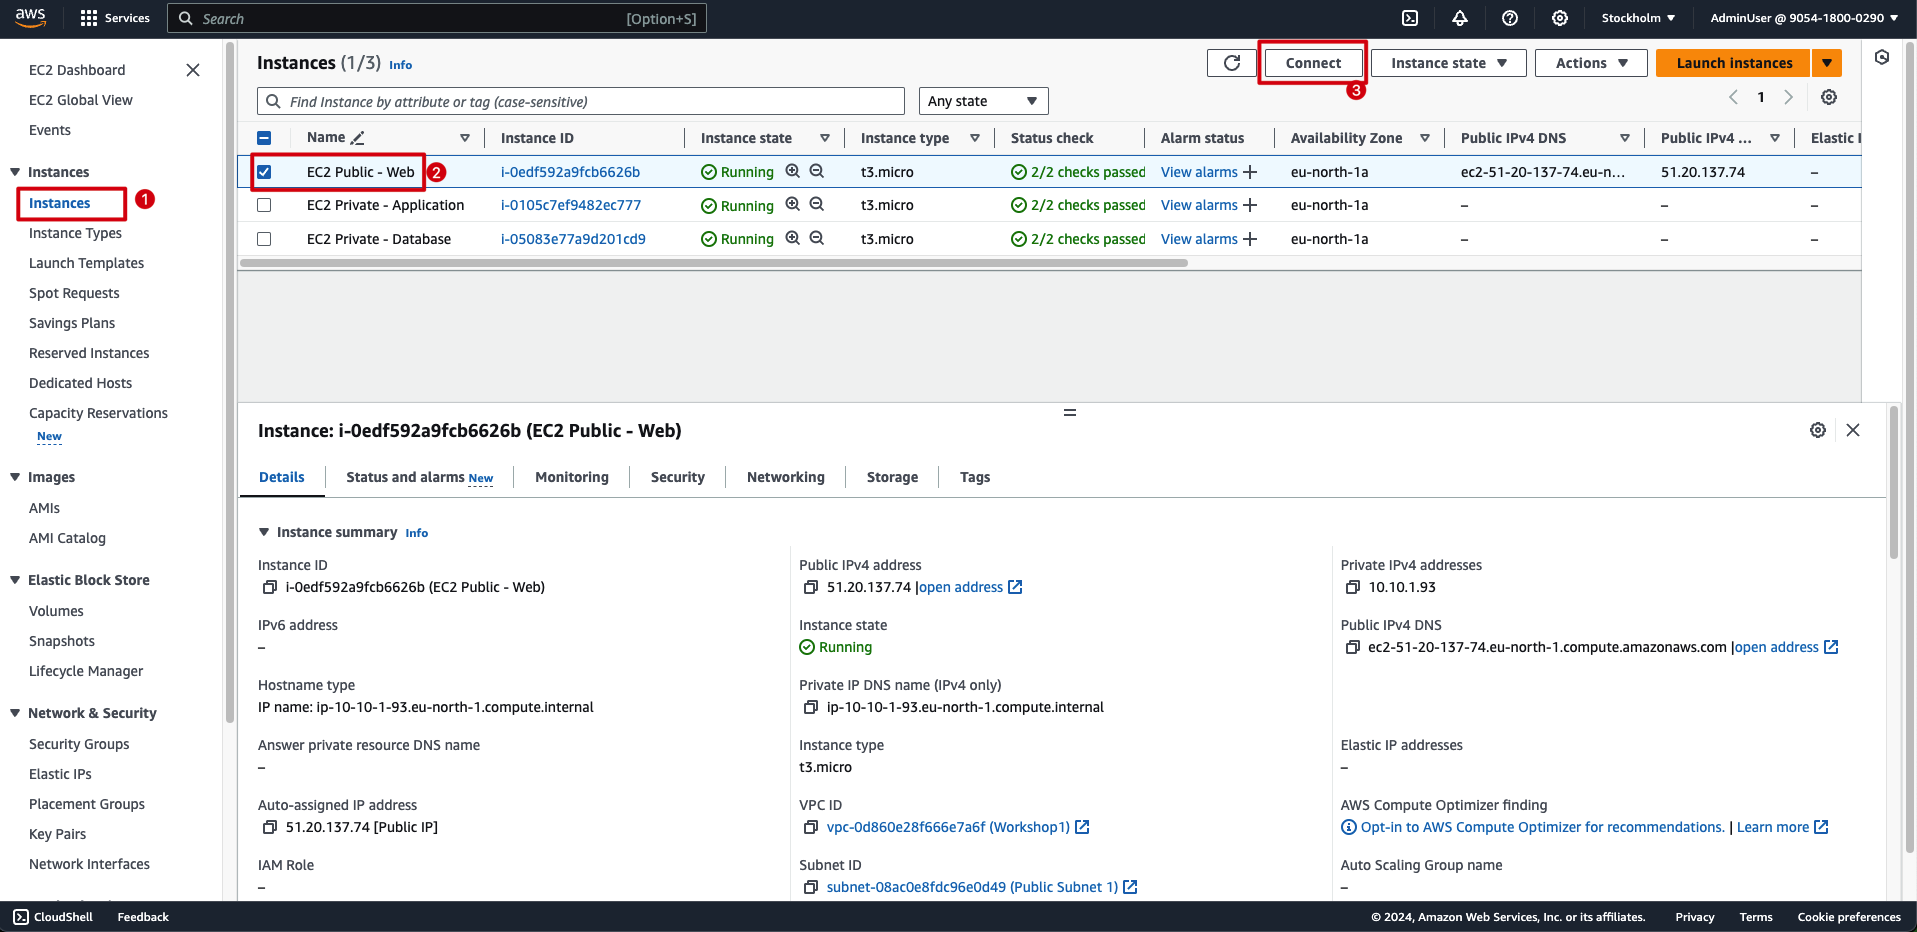 aws
Services
Search
[Option+S]
Stockholm ▼
AdminUser @ 9054-1800-0290 ▼
EC2 Dashboard
EC2 Global View
Events
Instances
Instances
1
Instance Types
Launch Templates
Spot Requests
Savings Plans
Reserved Instances
Dedicated Hosts
Capacity Reservations
New
Images
AMIs
AMI Catalog
Elastic Block Store
Volumes
Snapshots
Lifecycle Manager
Network & Security
Security Groups
Elastic IPs
Placement Groups
Key Pairs
Network Interfaces
Instances (1/3) Info
Connect
3
Instance state
Actions
Launch instances
Find Instance by attribute or tag (case-sensitive)
Any state
1
Name Instance ID Instance state Instance type Status check Alarm status Availability Zone Public IPv4 DNS Public IPv4 ... Elastic I
EC2 Public - Web 2 i-0edf592a9fcb6626b Running t3.micro 2/2 checks passed View alarms + eu-north-1a ec2-51-20-137-74.eu-n... 51.20.137.74 –
EC2 Private - Application i-0105c7ef9482ec777 Running t3.micro 2/2 checks passed View alarms + eu-north-1a – – –
EC2 Private - Database i-05083e77a9d201cd9 Running t3.micro 2/2 checks passed View alarms + eu-north-1a – – –
Instance: i-0edf592a9fcb6626b (EC2 Public - Web)
Details
Status and alarms New
Monitoring
Security
Networking
Storage
Tags
Instance summary Info
Instance ID
i-0edf592a9fcb6626b (EC2 Public - Web)
Public IPv4 address
51.20.137.74 |open address
Private IPv4 addresses
10.10.1.93
IPv6 address
–
Instance state
Running
Public IPv4 DNS
ec2-51-20-137-74.eu-north-1.compute.amazonaws.com |open address
Hostname type
IP name: ip-10-10-1-93.eu-north-1.compute.internal
Private IP DNS name (IPv4 only)
ip-10-10-1-93.eu-north-1.compute.internal
Answer private resource DNS name
–
Instance type
t3.micro
Elastic IP addresses
–
Auto-assigned IP address
51.20.137.74 [Public IP]
VPC ID
vpc-0d860e28f666e7a6f (Workshop1)
AWS Compute Optimizer finding
Opt-in to AWS Compute Optimizer for recommendations. | Learn more
IAM Role
–
Subnet ID
subnet-08ac0e8fdc96e0d49 (Public Subnet 1)
Auto Scaling Group name
–
CloudShell
Feedback
© 2024, Amazon Web Services, Inc. or its affiliates.
Privacy
Terms
Cookie preferences